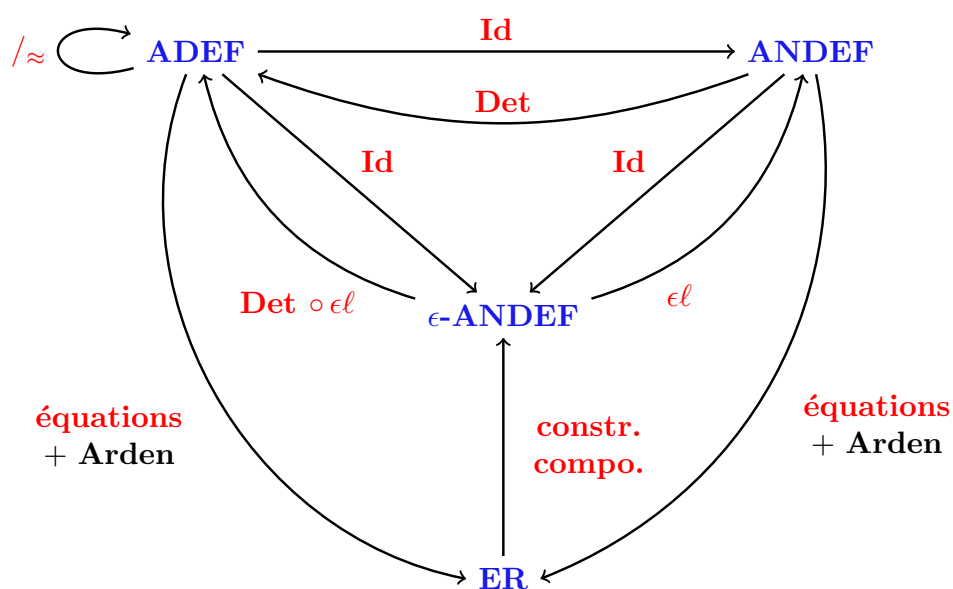 Id
/≈ ADEF ANDEF
Det
Id Id
Det ∘ ϵℓ ϵℓ
ϵ-ANDEF
équations
+ Arden
constr.
compo.
équations
+ Arden
ER